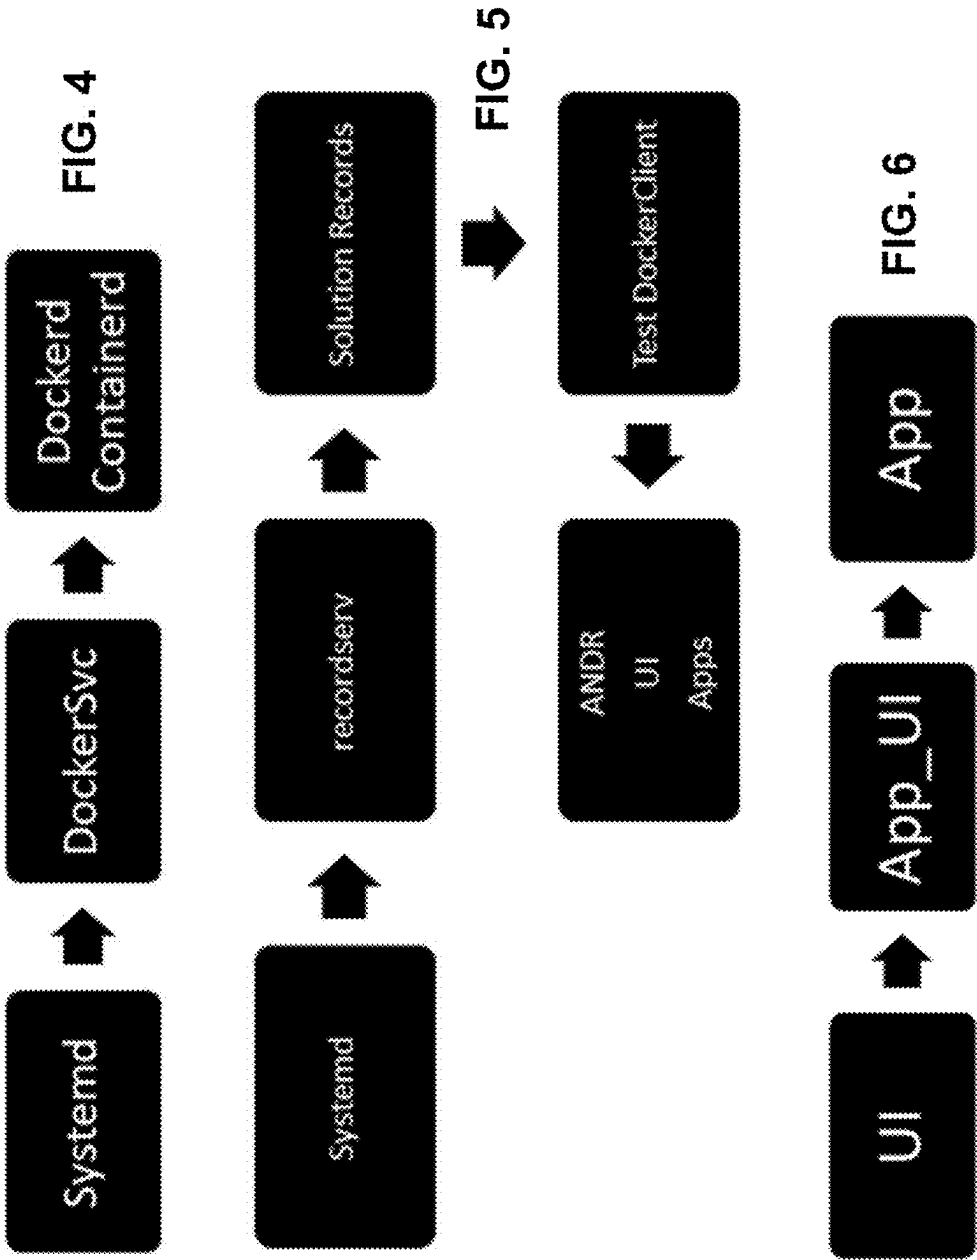 Systemd
DockerSvc
Dockerd
Containerd
FIG. 4
Systemd
recordserv
Solution Records
Test DockerClient
ANDR
UI
Apps
FIG. 5
UI
App_UI
App
FIG. 6